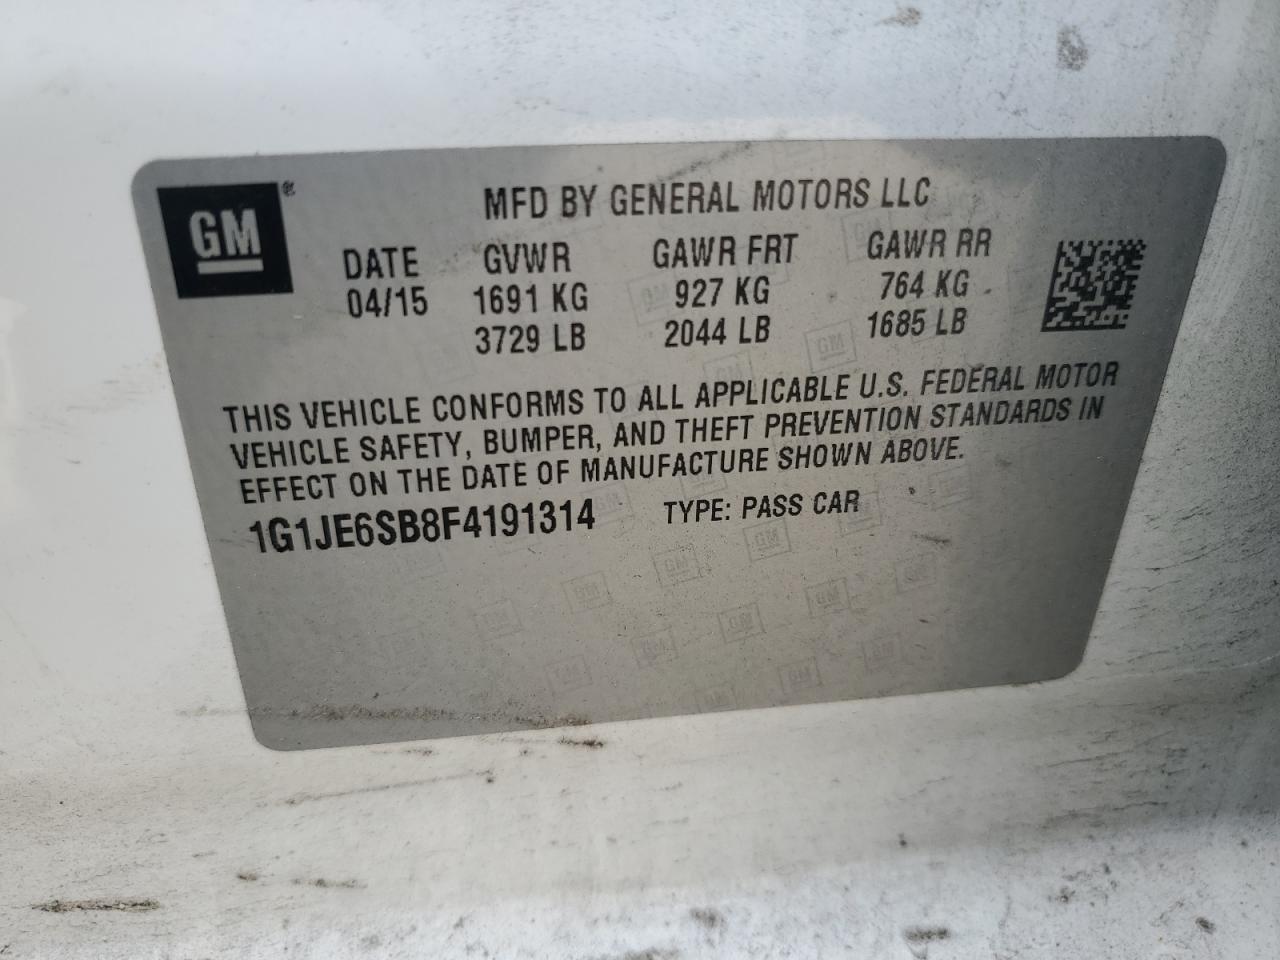 GM®
MFD BY GENERAL MOTORS LLC
DATE GVWR GAWR FRT GAWR RR
04/15 1691 KG 927 KG 764 KG
3729 LB 2044 LB 1685 LB
THIS VEHICLE CONFORMS TO ALL APPLICABLE U.S. FEDERAL MOTOR
VEHICLE SAFETY, BUMPER, AND THEFT PREVENTION STANDARDS IN
EFFECT ON THE DATE OF MANUFACTURE SHOWN ABOVE.
1G1JE6SB8F4191314 TYPE: PASS CAR